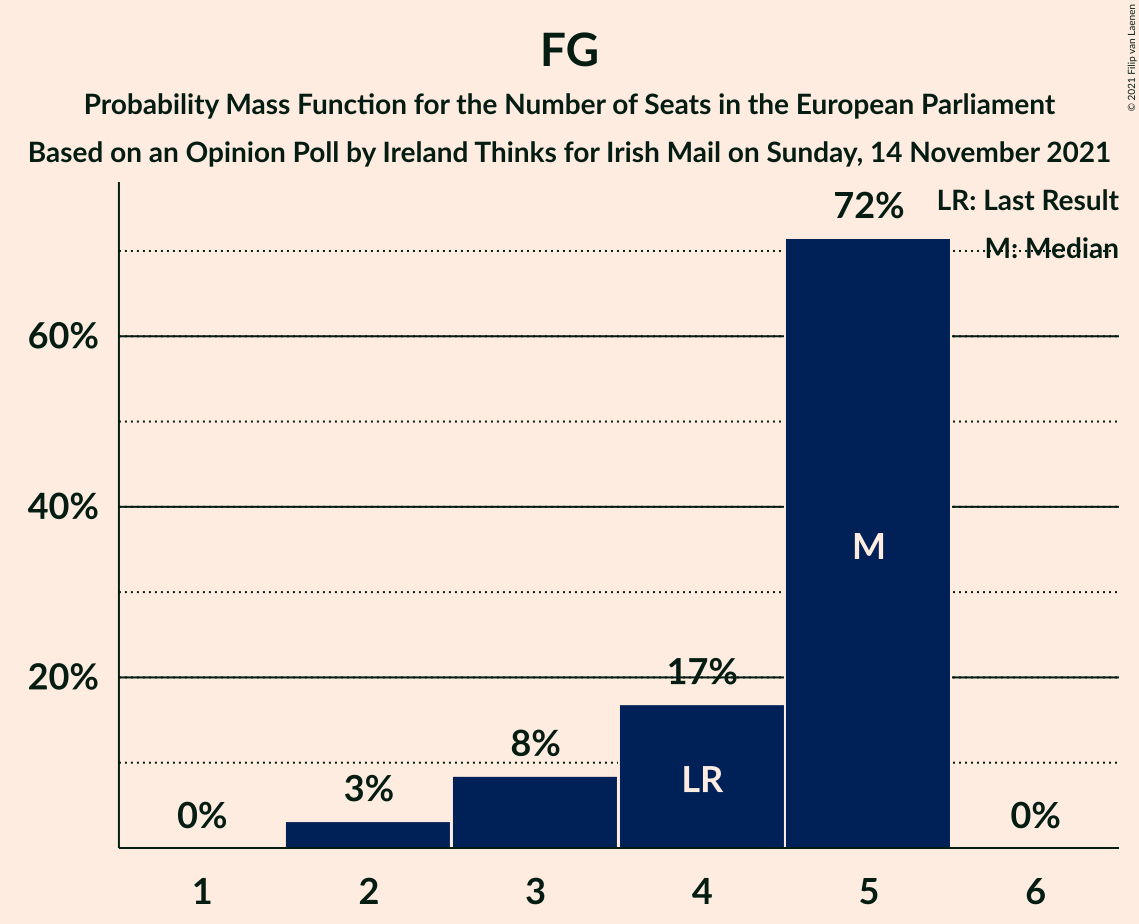 FG
Probability Mass Function for the Number of Seats in the European Parliament
Based on an Opinion Poll by Ireland Thinks for Irish Mail on Sunday, 14 November 2021
© 2021 Filip van Laenen
LR: Last Result
M: Median
72%
60%
40%
M
20%
17%
8%
LR
3%
0%
0%
1 2 3 4 5 6